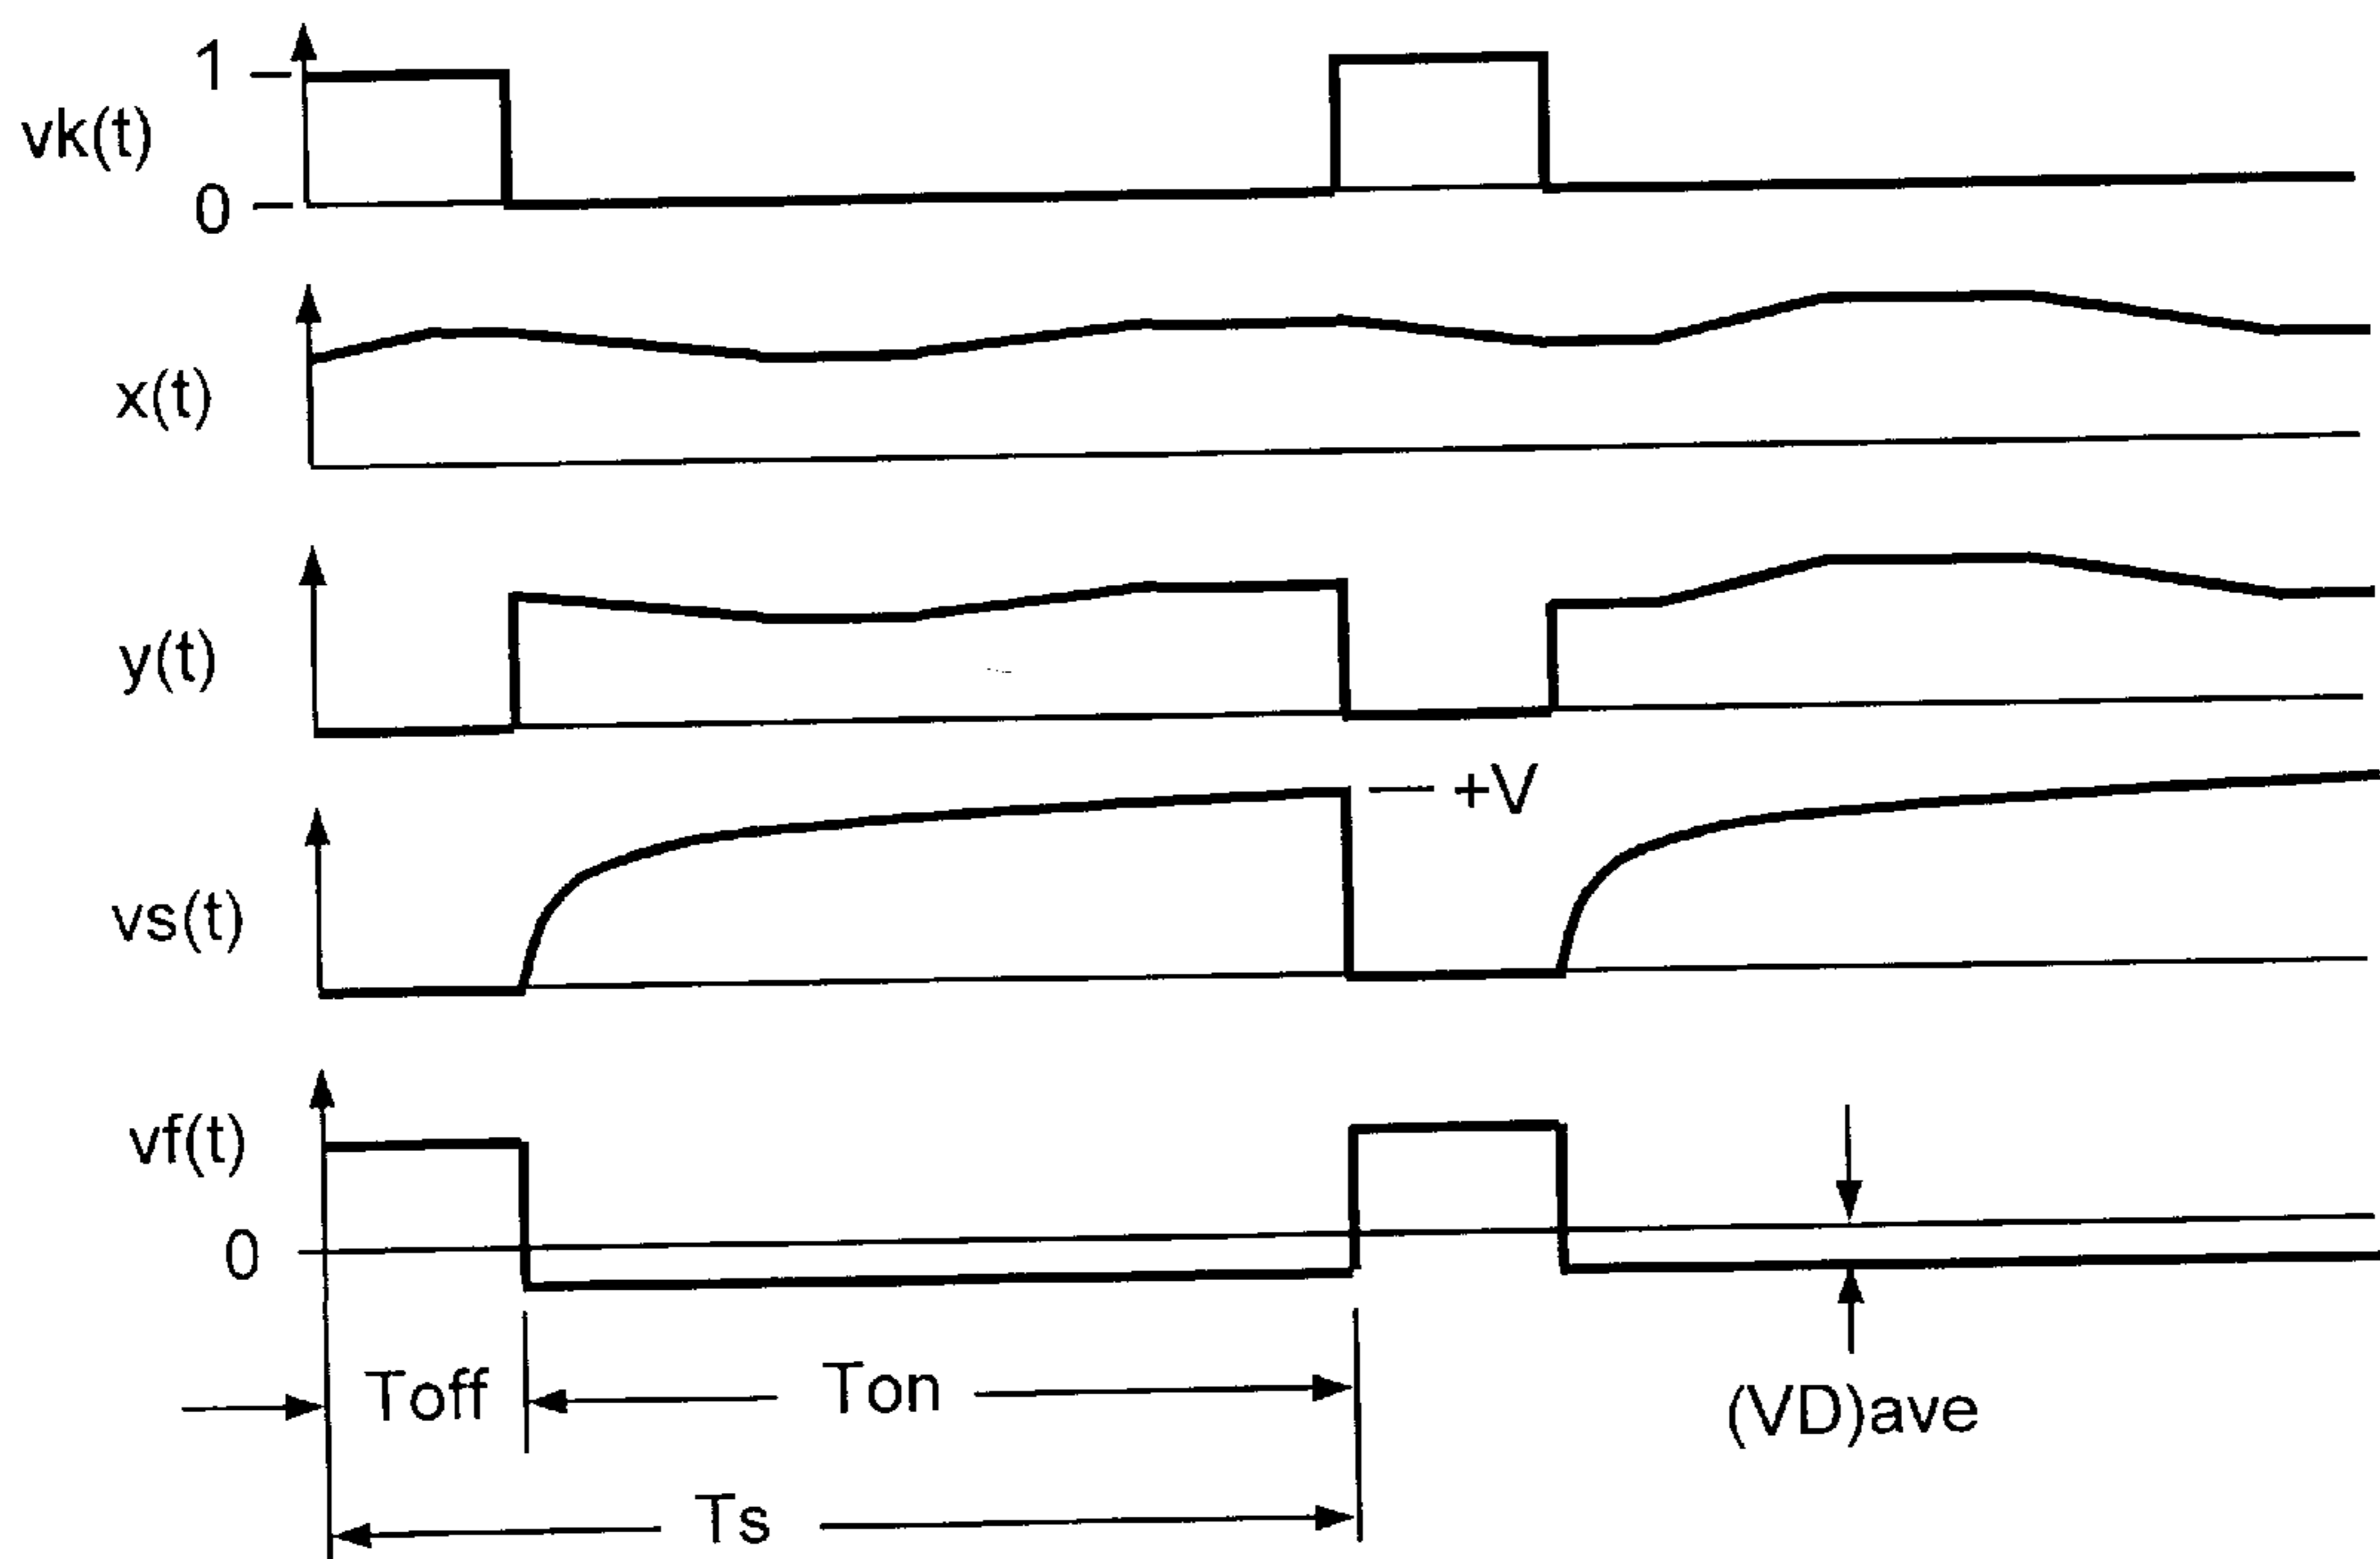 1
vk(t)
0
x(t)
y(t)
+V
vs(t)
vf(t)
0
Toff
Ton
(VD)ave
Ts